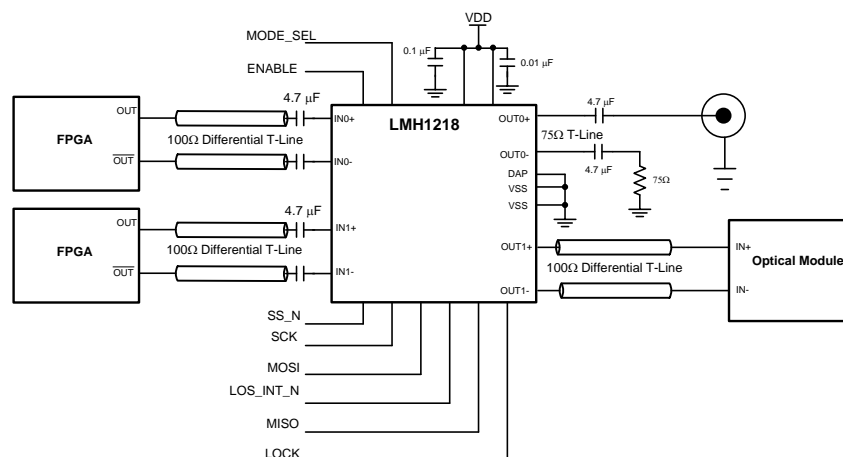 VDD
MODE_SEL
0.1 µF
0.01 µF
ENABLE
4.7 µF
4.7 µF
OUT
IN0+
LMH1218
OUT0+
FPGA
100Ω Differential T-Line
75Ω T-Line
OUT
IN0-
OUT0-
4.7 µF
75Ω
DAP
VSS
VSS
4.7 µF
OUT
IN1+
OUT1+
IN+
FPGA
100Ω Differential T-Line
100Ω Differential T-Line
Optical Module
OUT
IN1-
OUT1-
IN-
SS_N
SCK
MOSI
LOS_INT_N
MISO
LOCK